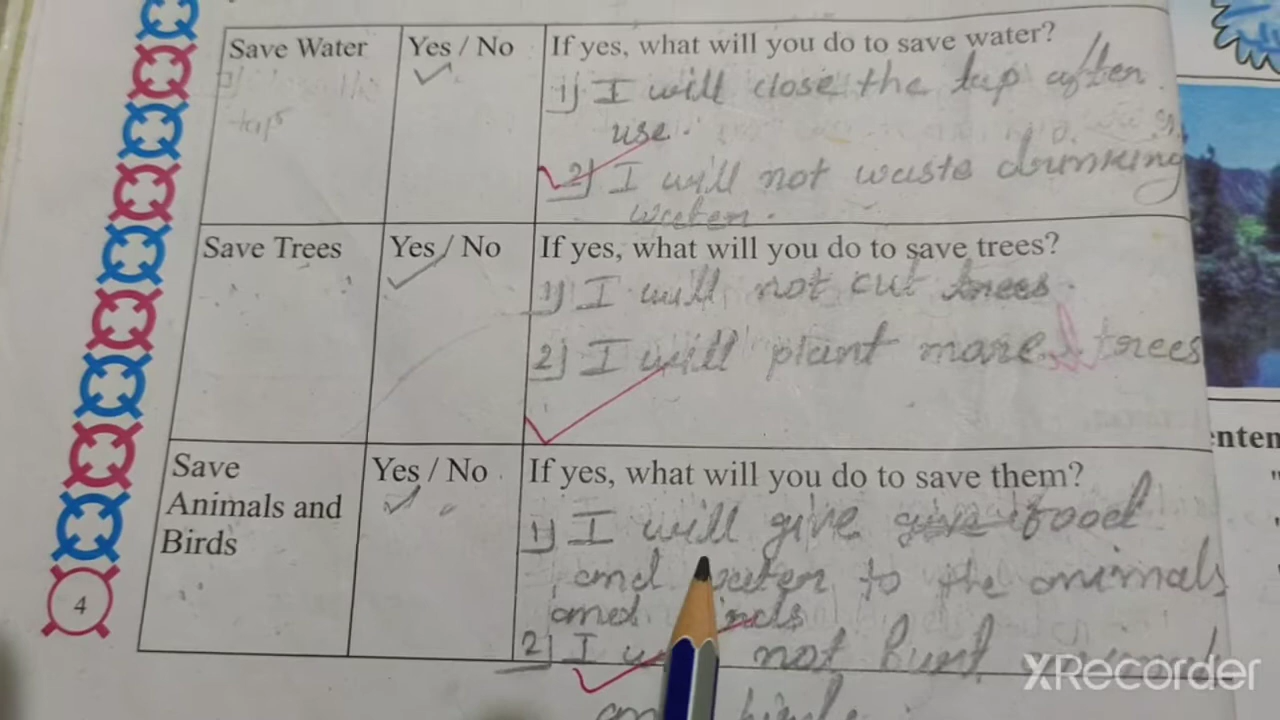 Save Water
Yes / No
If yes, what will you do to save water?
1) I will close the tap after
use.
2) I will not waste drinking
water.
taps
Save Trees
Yes / No
If yes, what will you do to save trees?
1) I will not cut trees.
2) I will plant more trees
Save
Animals and
Birds
Yes / No
If yes, what will you do to save them?
1) I will give give food
and water to the animals
and
2) I not hunt
4
XRecorder